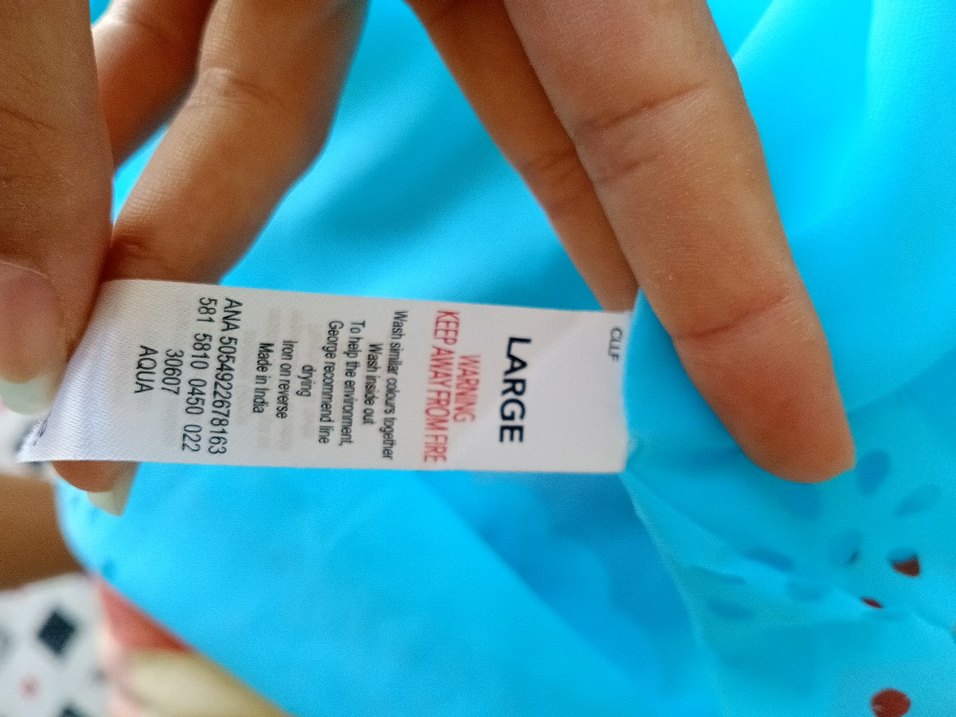 LARGE
WARNING
KEEP AWAY FROM FIRE
Wash similar colours together
Wash inside out
To help the environment,
George recommend line
drying
Iron on reverse
Made in India
ANA 5054922678163
581 5810 0450 022
30607
AQUA